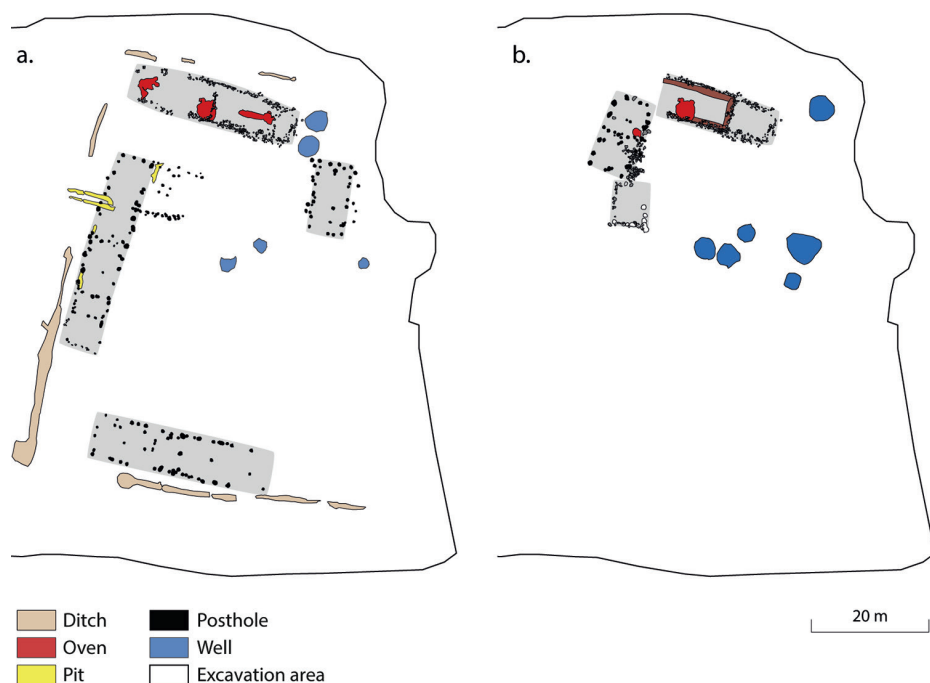 a.
b.
Ditch
Oven
Pit
Posthole
Well
Excavation area
20 m